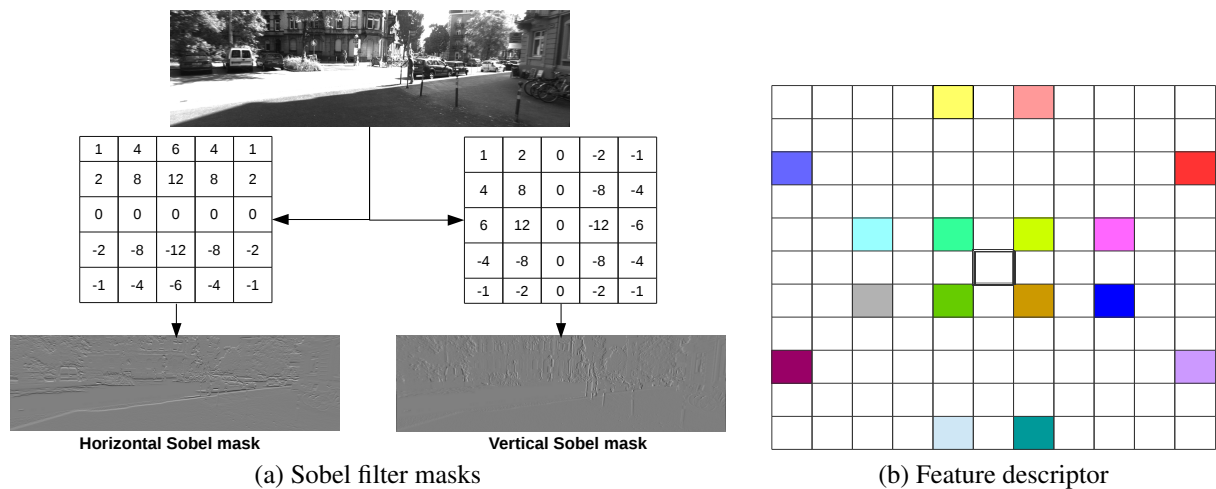 1 4 6 4 1
2 8 12 8 2
0 0 0 0 0
-2 -8 -12 -8 -2
-1 -4 -6 -4 -1
1 2 0 -2 -1
4 8 0 -8 -4
6 12 0 -12 -6
-4 -8 0 -8 -4
-1 -2 0 -2 -1
Horizontal Sobel mask
Vertical Sobel mask
(a) Sobel filter masks
(b) Feature descriptor